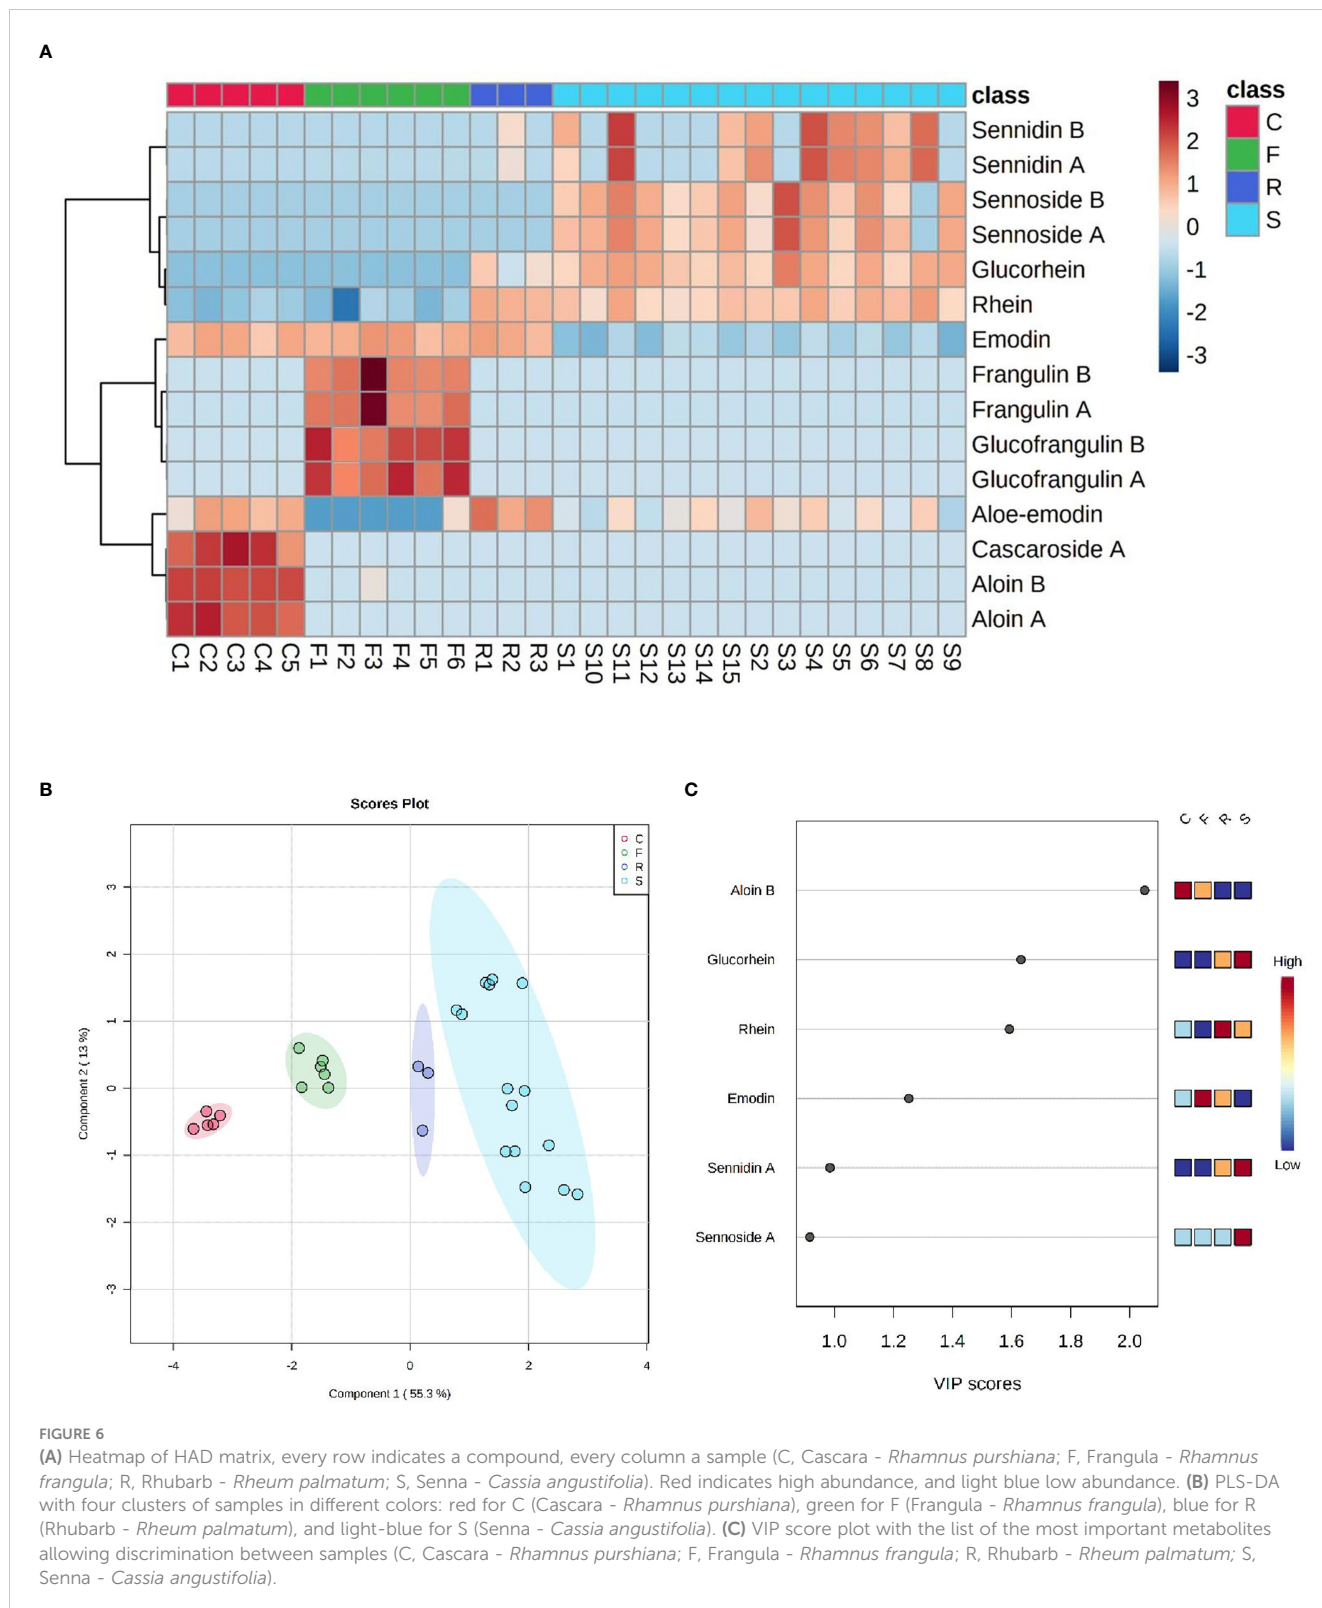 A
class
Sennidin B
Sennidin A
Sennoside B
Sennoside A
Glucorhein
Rhein
Emodin
Frangulin B
Frangulin A
Glucofrangulin B
Glucofrangulin A
Aloe-emodin
Cascaroside A
Aloin B
Aloin A
3
2
1
0
-1
-2
-3
class
C
F
R
S
C1 C2 C3 C4 C5 F1 F2 F3 F4 F5 F6 R1 R2 R3 S1 S10 S11 S12 S13 S14 S15 S2 S3 S4 S5 S6 S7 S8 S9
B
Scores Plot
C
F
R
S
3
2
1
0
-1
-2
-3
Component 2 ( 13 %)
-4 -2 0 2 4
Component 1 ( 55.3 %)
C
C F R S
Aloin B
Glucorhein
Rhein
Emodin
Sennidin A
Sennoside A
High
Low
1.0 1.2 1.4 1.6 1.8 2.0
VIP scores
FIGURE 6
(A) Heatmap of HAD matrix, every row indicates a compound, every column a sample (C, Cascara - Rhamnus purshiana; F, Frangula - Rhamnus
frangula; R, Rhubarb - Rheum palmatum; S, Senna - Cassia angustifolia). Red indicates high abundance, and light blue low abundance. (B) PLS-DA
with four clusters of samples in different colors: red for C (Cascara - Rhamnus purshiana), green for F (Frangula - Rhamnus frangula), blue for R
(Rhubarb - Rheum palmatum), and light-blue for S (Senna - Cassia angustifolia). (C) VIP score plot with the list of the most important metabolites
allowing discrimination between samples (C, Cascara - Rhamnus purshiana; F, Frangula - Rhamnus frangula; R, Rhubarb - Rheum palmatum; S,
Senna - Cassia angustifolia).